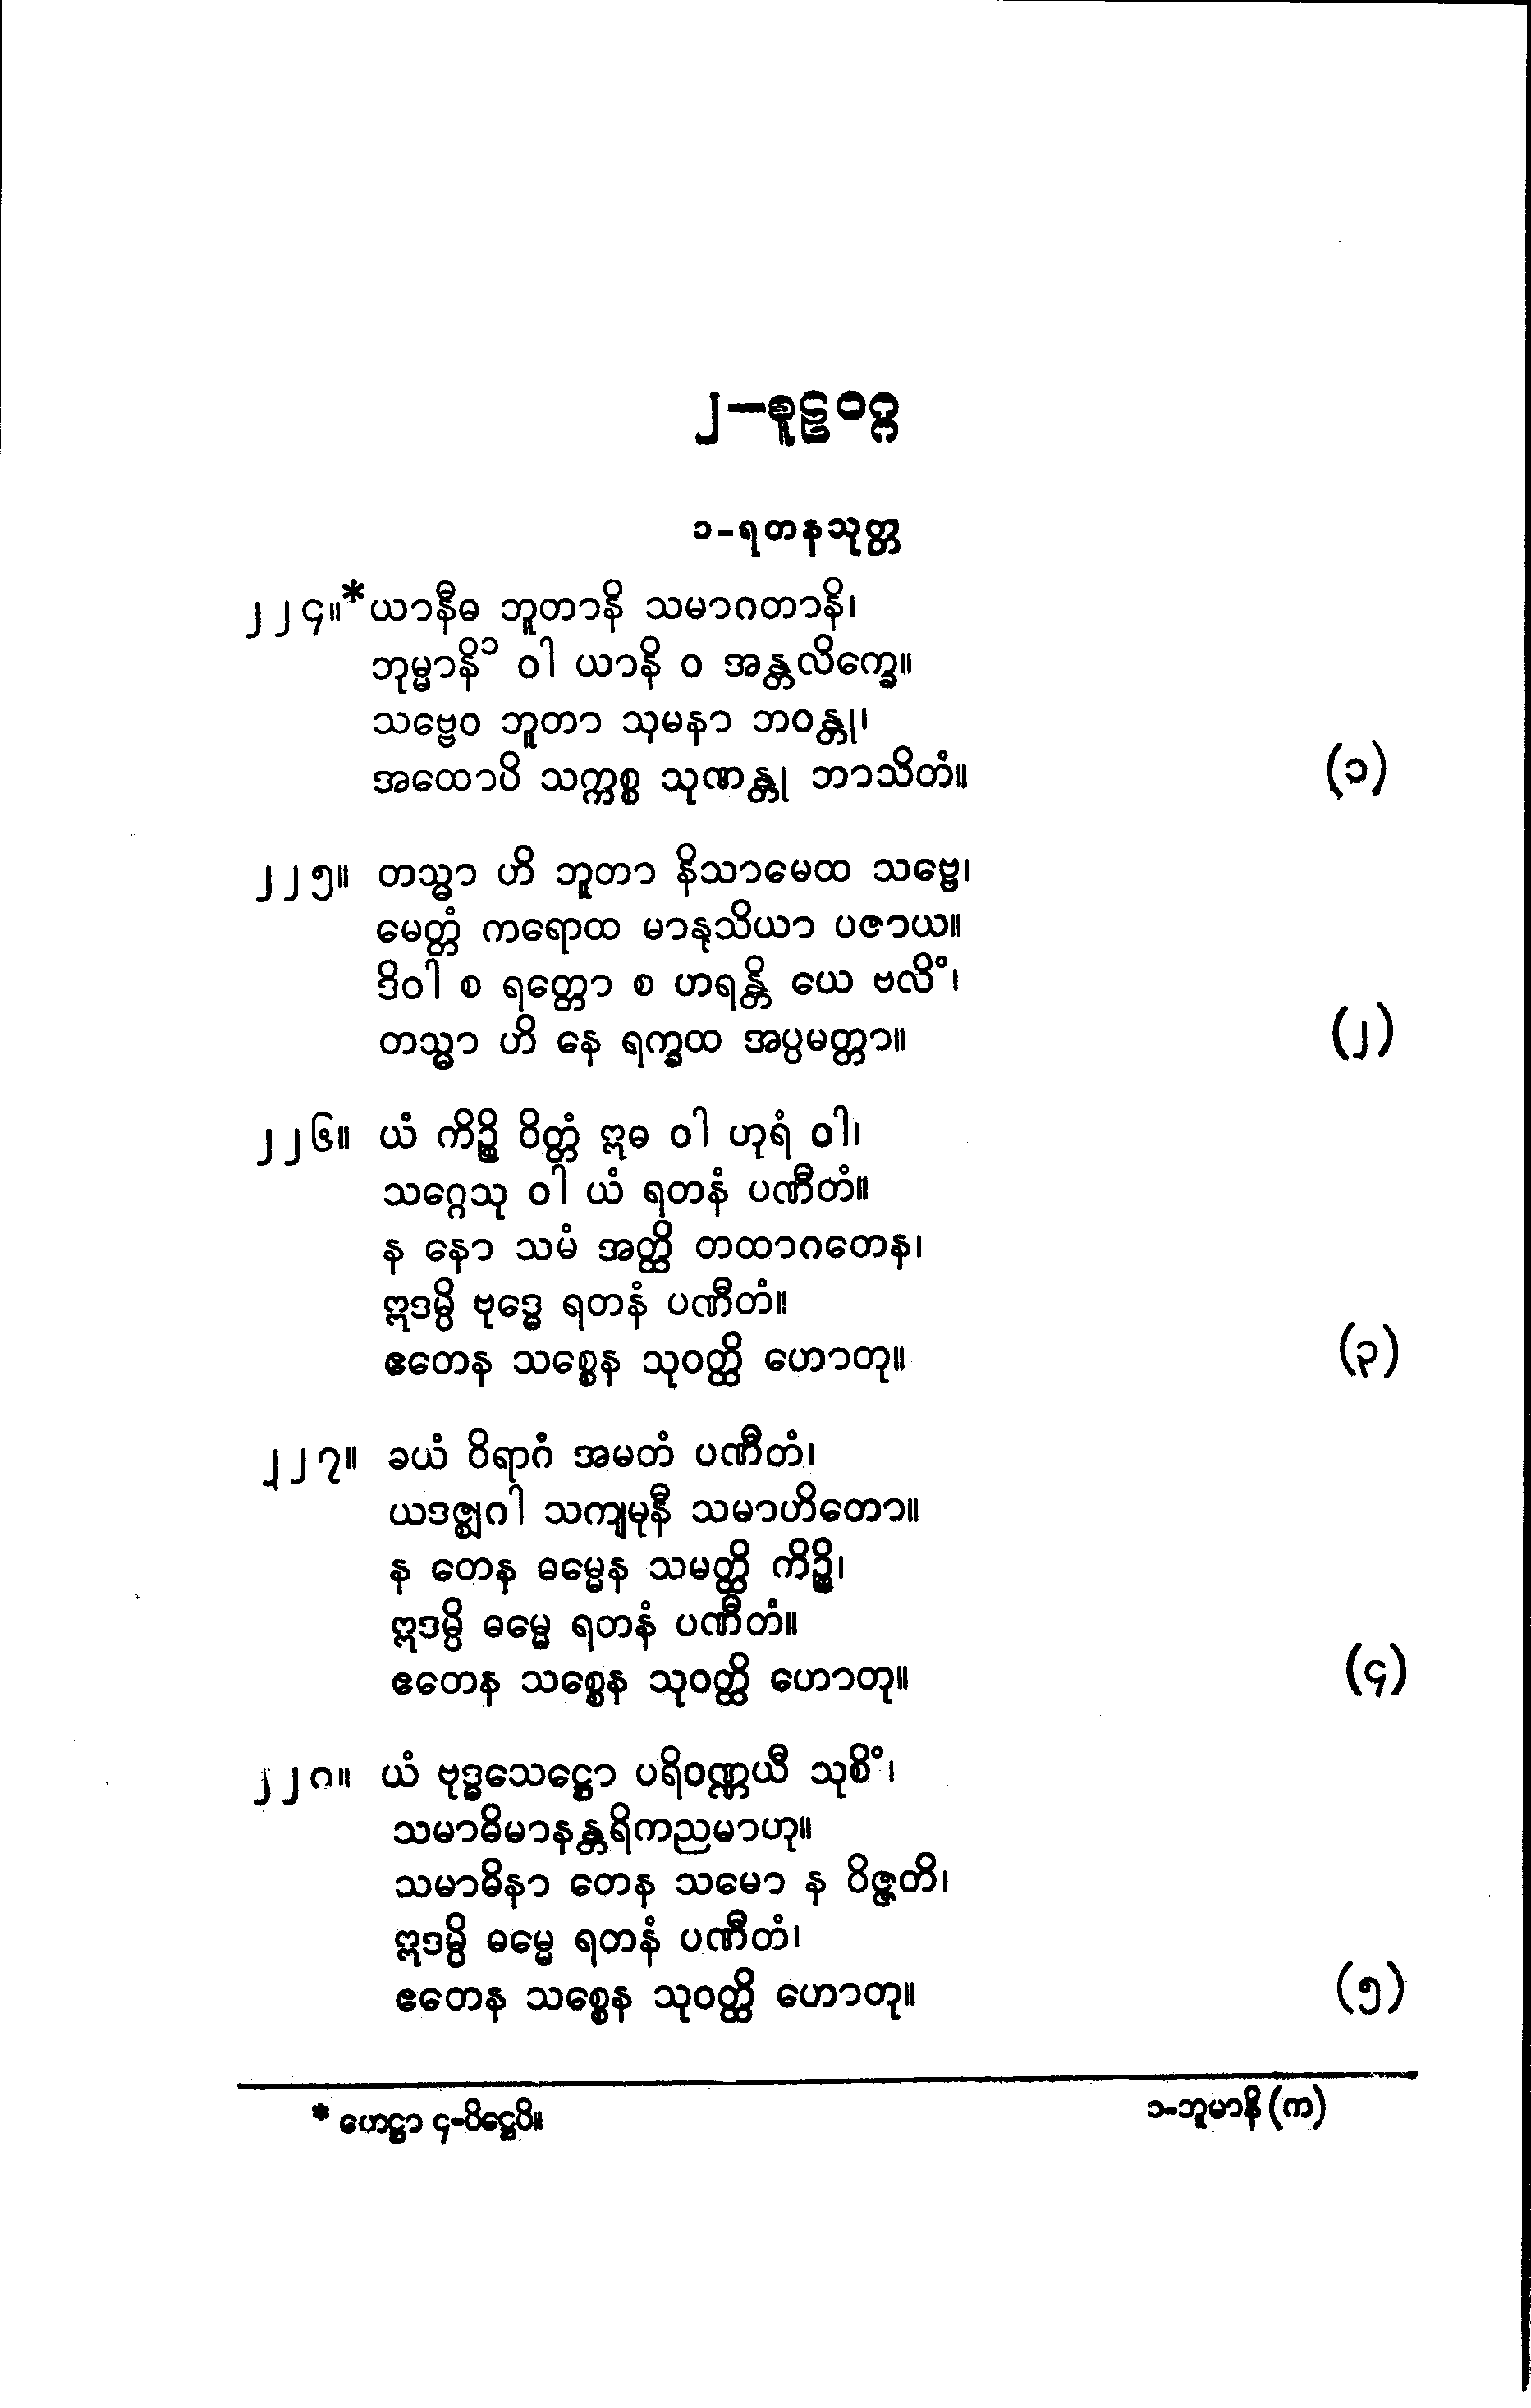 ၂–စူဠဝဂ္ဂ
၁-ရတနသုတ္တ
၂၂၄။*ယာနီဓ ဘူတာနိ သမာဂတာနိ၊
ဘုမ္မာနိ၁ ဝါ ယာနိ ဝ အန္တလိက္ခေ။
သဗ္ဗေဝ ဘူတာ သုမနာ ဘဝန္တု၊
အထောပိ သက္ကစ္စ သုဏန္တု ဘာသိတံ။ (၁)
၂၂၅။ တသ္မာ ဟိ ဘူတာ နိသာမေထ သဗ္ဗေ၊
မေတ္တံ ကရောထ မာနုသိယာ ပဇာယ။
ဒိဝါ စ ရတ္တော စ ဟရန္တိ ယေ ဗလိံ၊
တသ္မာ ဟိ နေ ရက္ခထ အပ္ပမတ္တာ။ (၂)
၂၂၆။ ယံ ကိဉ္စိ ဝိတ္တံ ဣဓ ဝါ ဟုရံ ဝါ၊
သဂ္ဂေသု ဝါ ယံ ရတနံ ပဏီတံ။
န နော သမံ အတ္ထိ တထာဂတေန၊
ဣဒမ္ပိ ဗုဒ္ဓေ ရတနံ ပဏီတံ။
ဧတေန သစ္စေန သုဝတ္ထိ ဟောတု။ (၃)
၂၂၇။ ခယံ ဝိရာဂံ အမတံ ပဏီတံ၊
ယဒဇ္ဈဂါ သကျမုနီ သမာဟိတော။
န တေန ဓမ္မေန သမတ္ထိ ကိဉ္စိ၊
ဣဒမ္ပိ ဓမ္မေ ရတနံ ပဏီတံ။
ဧတေန သစ္စေန သုဝတ္ထိ ဟောတု။ (၄)
၂၂၈။ ယံ ဗုဒ္ဓသေဋ္ဌော ပရိဝဏ္ဏယီ သုစိံ၊
သမာဓိမာနန္တရိကညမာဟု။
သမာဓိနာ တေန သမော န ဝိဇ္ဇတိ၊
ဣဒမ္ပိ ဓမ္မေ ရတနံ ပဏီတံ၊
ဧတေန သစ္စေန သုဝတ္ထိ ဟောတု။ (၅)
* ဟေဋ္ဌာ ၄-ပိဋ္ဌေပိ။ ၁-ဘူမာနိ (က)